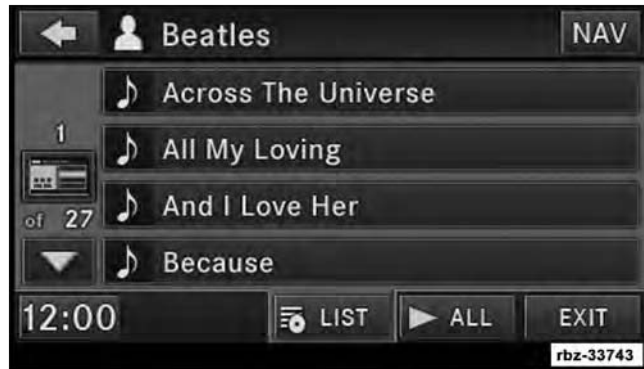 Beatles NAV
Across The Universe
1
All My Loving
And I Love Her
of 27
Because
12:00 LIST ALL EXIT
rbz-33743